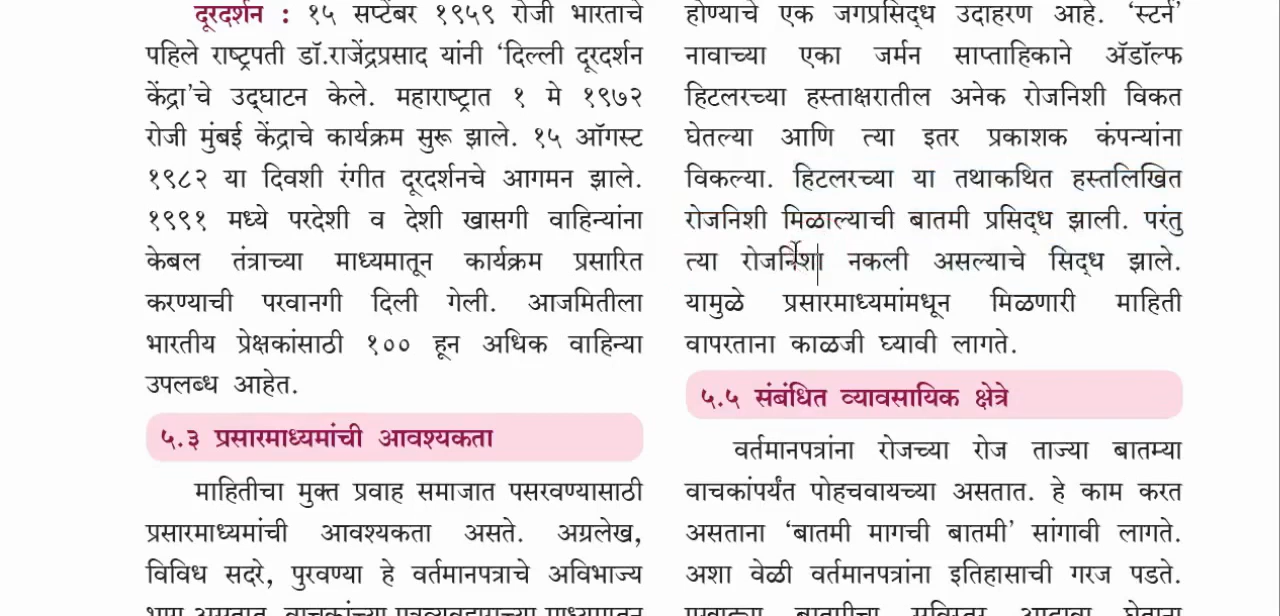 दूरदर्शन : १५ सप्टेंबर १९५९ रोजी भारताचे
पहिले राष्ट्रपती डॉ.राजेंद्रप्रसाद यांनी ‘दिल्ली दूरदर्शन
केंद्रा’चे उद्‌घाटन केले. महाराष्ट्रात १ मे १९७२
रोजी मुंबई केंद्राचे कार्यक्रम सुरू झाले. १५ ऑगस्ट
१९८२ या दिवशी रंगीत दूरदर्शनचे आगमन झाले.
१९९१ मध्ये परदेशी व देशी खासगी वाहिन्यांना
केबल तंत्राच्या माध्यमातून कार्यक्रम प्रसारित
करण्याची परवानगी दिली गेली. आजमितीला
भारतीय प्रेक्षकांसाठी १०० हून अधिक वाहिन्या
उपलब्ध आहेत.
५.३ प्रसारमाध्यमांची आवश्यकता
माहितीचा मुक्त प्रवाह समाजात पसरवण्यासाठी
प्रसारमाध्यमांची आवश्यकता असते. अग्रलेख,
विविध सदरे, पुरवण्या हे वर्तमानपत्राचे अविभाज्य
भाग असतात. वाचकांच्या पत्रव्यवहाराच्या माध्यमातून
होण्याचे एक जगप्रसिद्ध उदाहरण आहे. ‘स्टर्न’
नावाच्या एका जर्मन साप्ताहिकाने ॲडॉल्फ
हिटलरच्या हस्ताक्षरातील अनेक रोजनिशी विकत
घेतल्या आणि त्या इतर प्रकाशक कंपन्यांना
विकल्या. हिटलरच्या या तथाकथित हस्तलिखित
रोजनिशी मिळाल्याची बातमी प्रसिद्ध झाली. परंतु
त्या नकली असल्याचे सिद्ध झाले.
यामुळे प्रसारमाध्यमांमधून मिळणारी माहिती
वापरताना काळजी घ्यावी लागते.
५.५ संबंधित व्यावसायिक क्षेत्रे
वर्तमानपत्रांना रोजच्या रोज ताज्या बातम्या
वाचकांपर्यंत पोहचवायच्या असतात. हे काम करत
असताना ‘बातमी मागची बातमी’ सांगावी लागते.
अशा वेळी वर्तमानपत्रांना इतिहासाची गरज पडते.